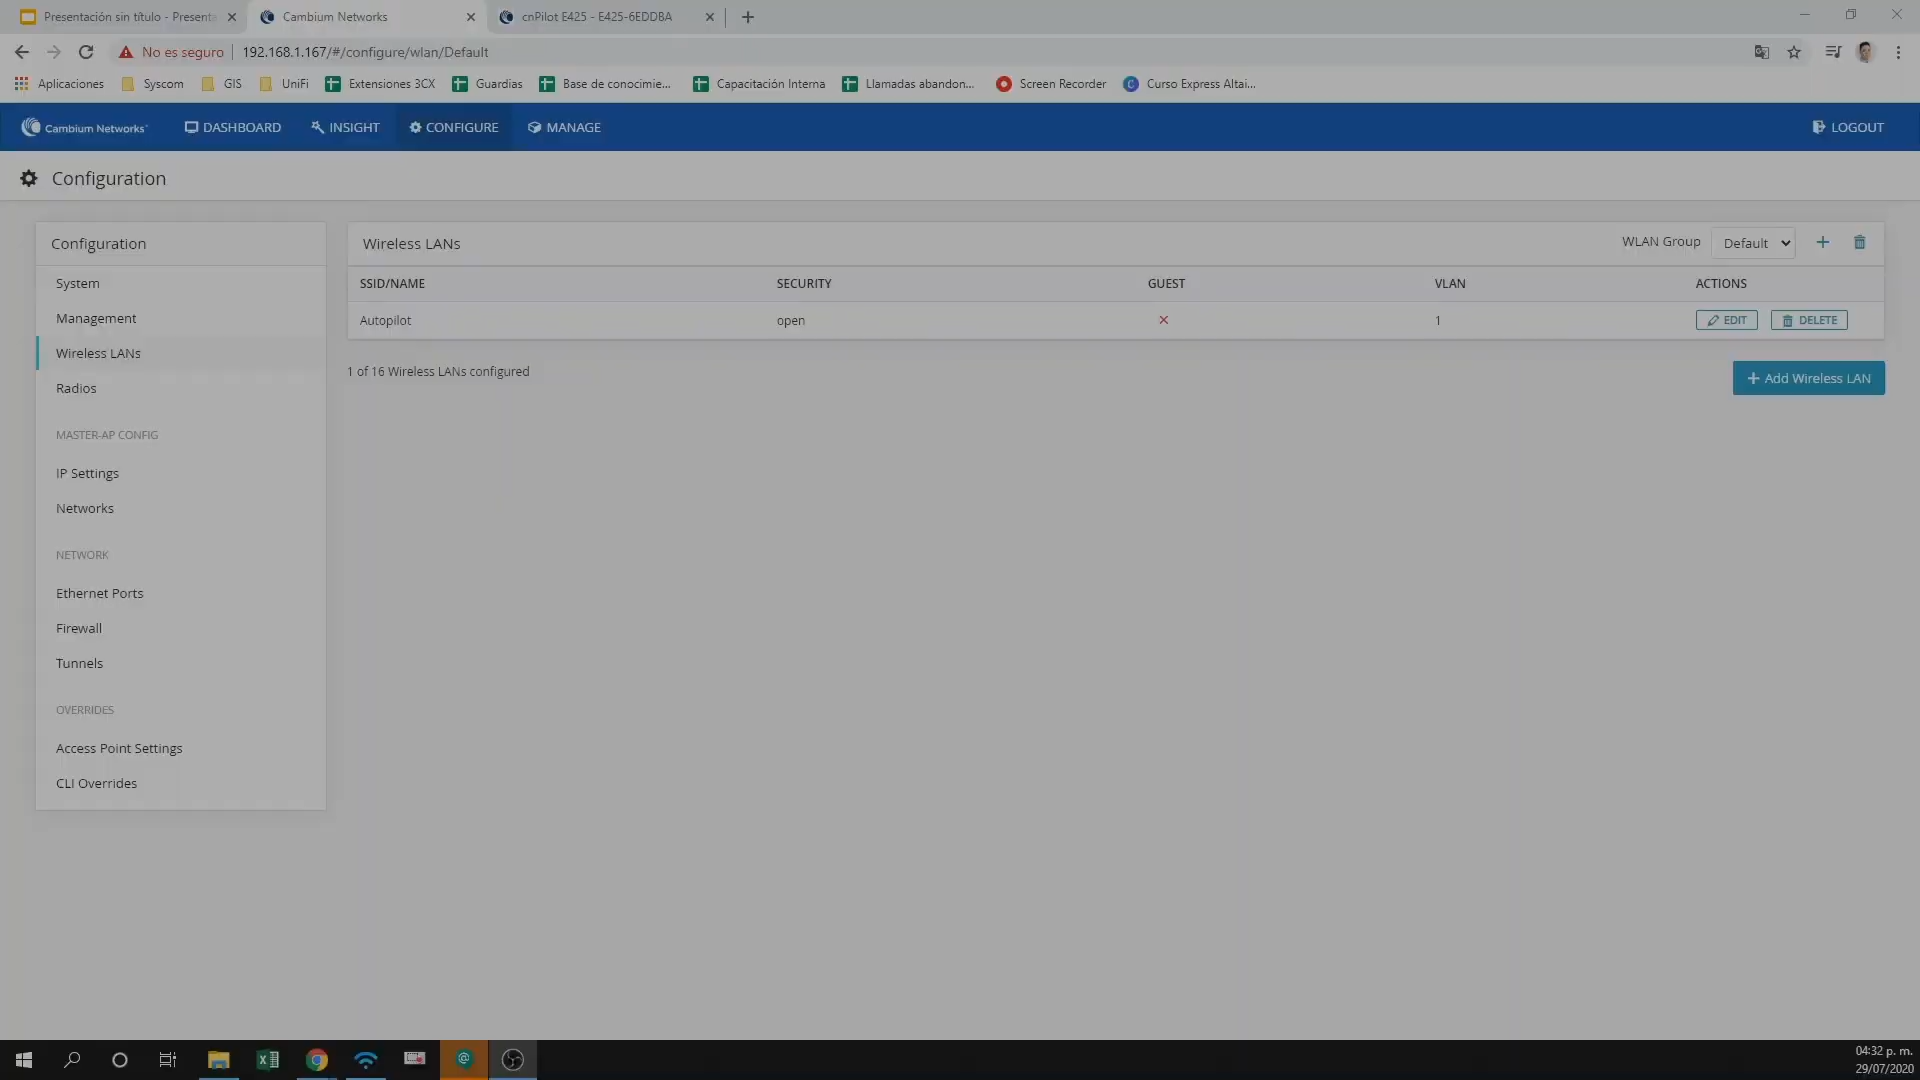 Presentación sin título - Presenta
Cambium Networks
cnPilot E425 - E425-6EDDBA
No es seguro
192.168.1.167/#/configure/wlan/Default
Aplicaciones
Syscom
GIS
UniFi
Extensiones 3CX
Guardias
Base de conocimie...
Capacitación Interna
Llamadas abandon...
Screen Recorder
Curso Express Altai...
Cambium Networks
DASHBOARD
INSIGHT
CONFIGURE
MANAGE
LOGOUT
Configuration
Configuration
System
Management
Wireless LANs
Radios
MASTER-AP CONFIG
IP Settings
Networks
NETWORK
Ethernet Ports
Firewall
Tunnels
OVERRIDES
Access Point Settings
CLI Overrides
Wireless LANs
WLAN Group
Default
SSID/NAME SECURITY GUEST VLAN ACTIONS
Autopilot open 1 EDIT DELETE
1 of 16 Wireless LANs configured
Add Wireless LAN
04:32 p. m.
29/07/2020